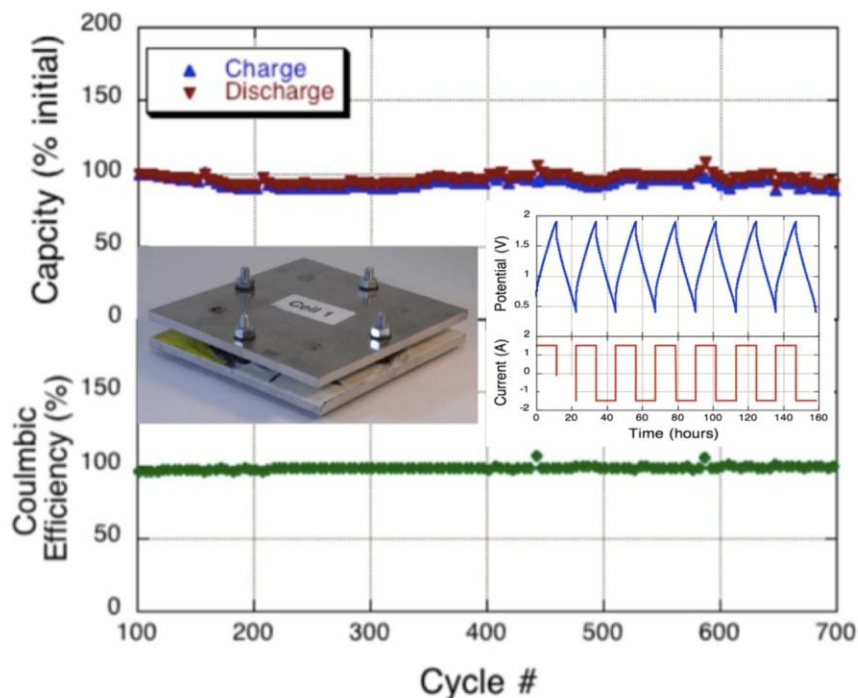 Capcity (% initial)
200
150
100
50
0
Charge
Discharge
Cell 1
Potential (V)
2
1.5
1
0.5
Current (A)
2
1
0
-1
-2
0 20 40 60 80 100 120 140 160
Time (hours)
Coulmbic
Efficiency (%)
150
100
50
0
100 200 300 400 500 600 700
Cycle #